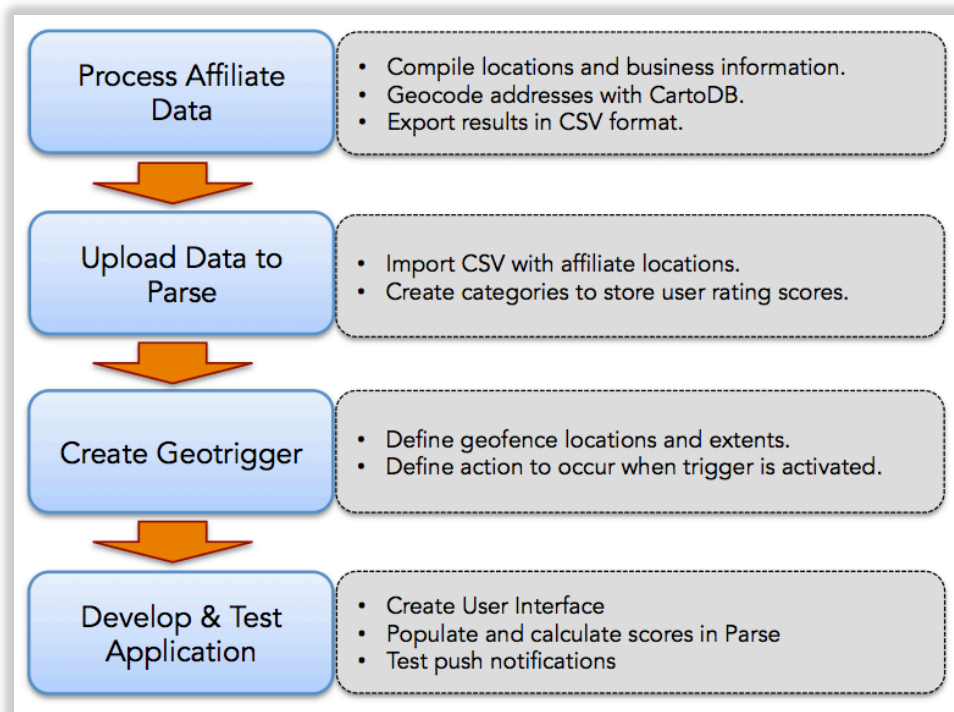 Process Affiliate
Data
• Compile locations and business information.
• Geocode addresses with CartoDB.
• Export results in CSV format.
Upload Data to
Parse
• Import CSV with affiliate locations.
• Create categories to store user rating scores.
Create Geotrigger
• Define geofence locations and extents.
• Define action to occur when trigger is activated.
Develop & Test
Application
• Create User Interface
• Populate and calculate scores in Parse
• Test push notifications